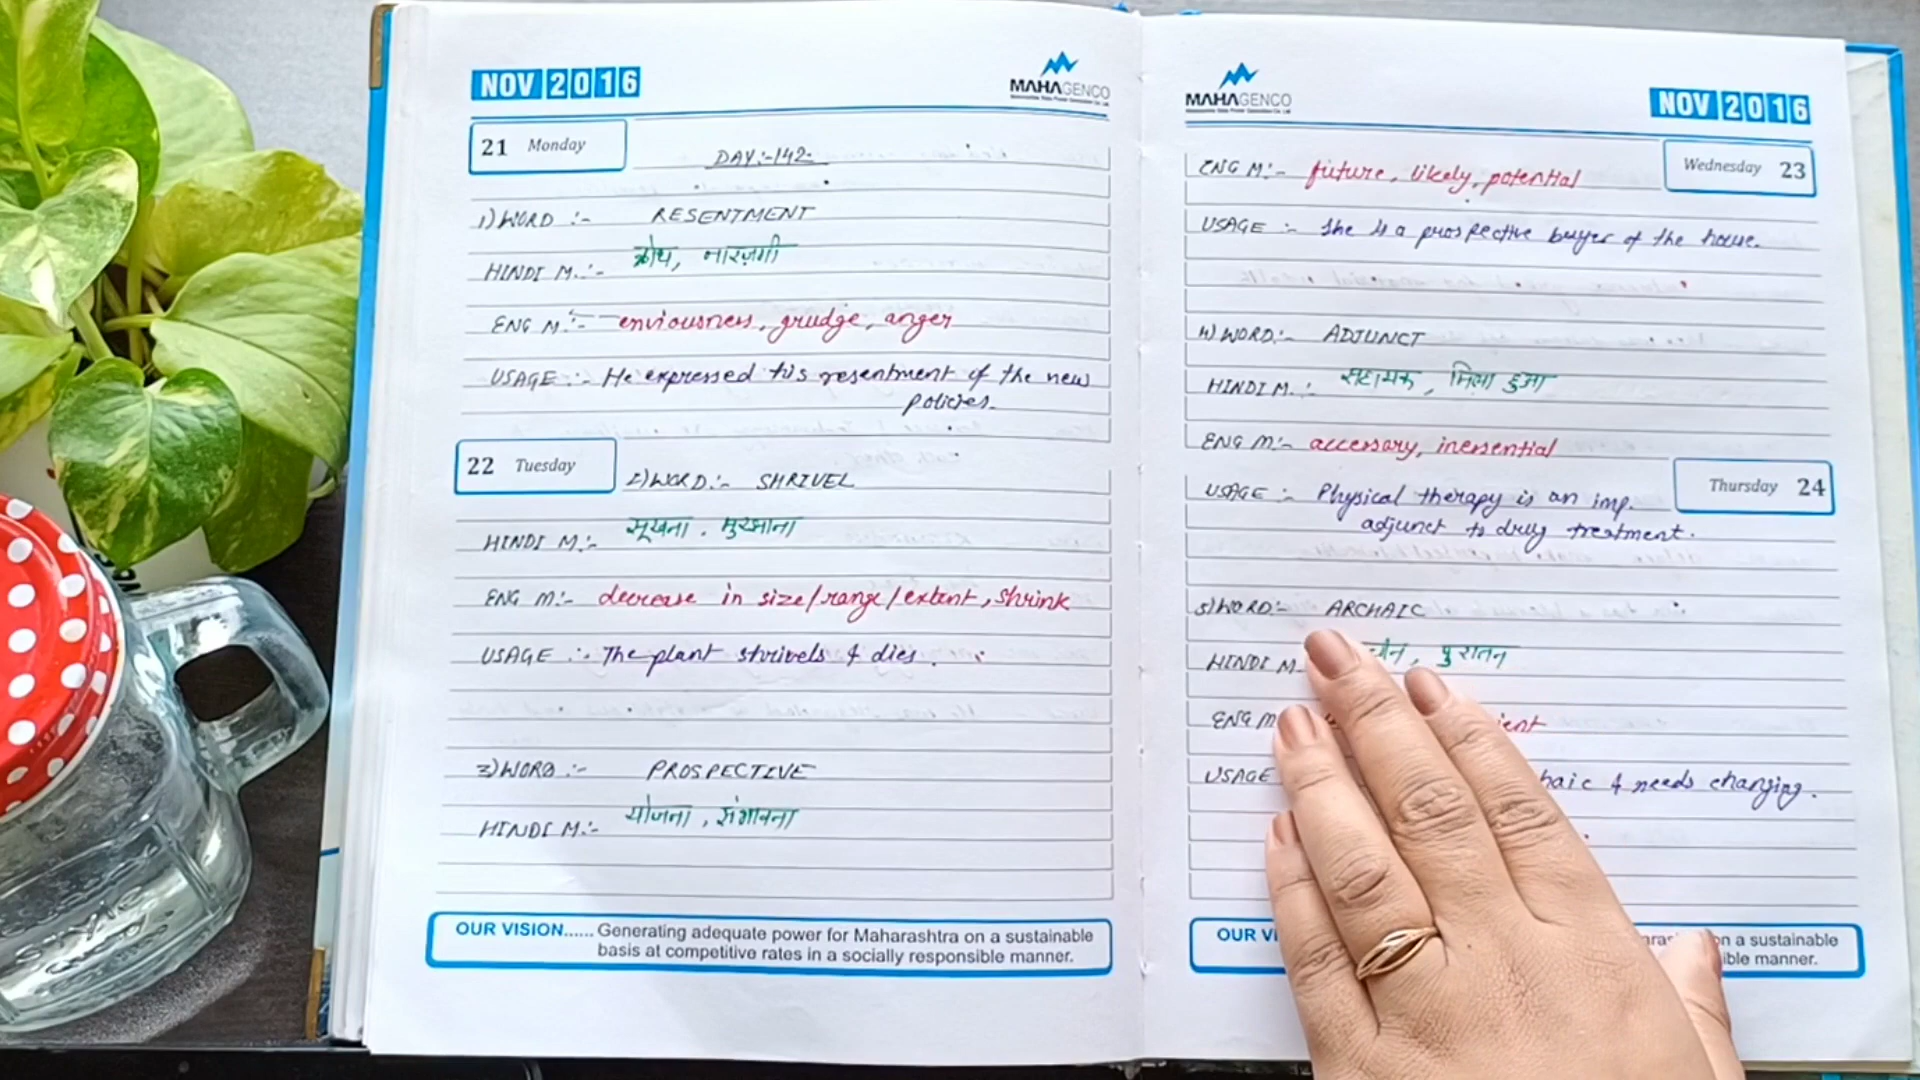 NOV 2016
MAHAGENCO
21 Monday
DAY:-142-
1) WORD :- RESENTMENT
HINDI M.:- क्रोध, नारज़गी
ENG M:- enviousness, grudge, anger
USAGE :- He expressed his resentment of the new
policies.
22 Tuesday
2) WORD:- SHRIVEL
HINDI M:- सूखना, मुरझाना
ENG M:- decrease in size/range/extent, shrink
USAGE :- The plant shrivels & dies.
3) WORD :- PROSPECTIVE
HINDI M:- योजना, संभावना
OUR VISION...... Generating adequate power for Maharashtra on a sustainable
basis at competitive rates in a socially responsible manner.
MAHAGENCO
NOV 2016
Wednesday 23
ENG M:- future, likely, potential
USAGE :- She is a prospective buyer of the house.
4) WORD:- ADJUNCT
HINDI M.:- सहायक, मिला हुआ
ENG M:- accessary, inessential
Thursday 24
USAGE :- Physical therapy is an imp.
adjunct to drug treatment.
5) WORD:- ARCHAIC
HINDI M पुरातन
ENG M
USAGE & needs changing.
OUR on a sustainable
manner.